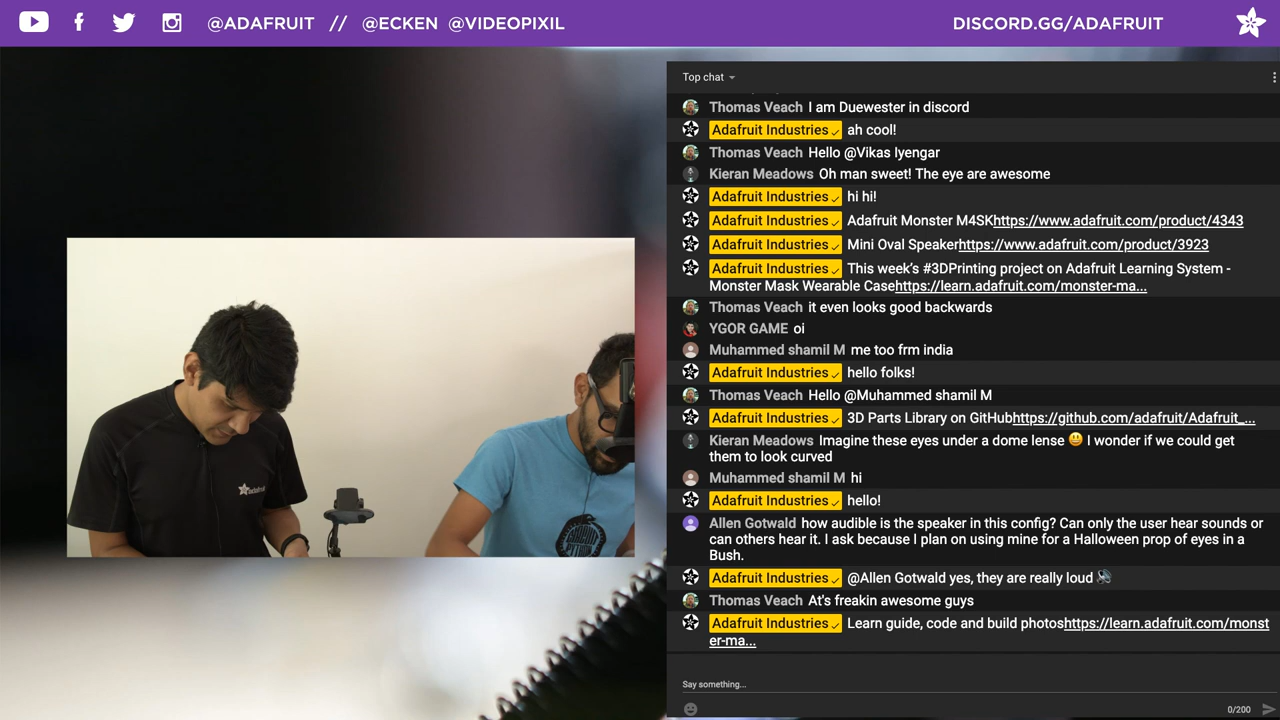 @ADAFRUIT // @ECKEN @VIDEOPIXIL
DISCORD.GG/ADAFRUIT
Top chat
Thomas Veach I am Duewester in discord
Adafruit Industries ah cool!
Thomas Veach Hello @Vikas Iyengar
Kieran Meadows Oh man sweet! The eye are awesome
Adafruit Industries hi hi!
Adafruit Industries Adafruit Monster M4SKhttps://www.adafruit.com/product/4343
Adafruit Industries Mini Oval Speakerhttps://www.adafruit.com/product/3923
Adafruit Industries This week's #3DPrinting project on Adafruit Learning System -
Monster Mask Wearable Casehttps://learn.adafruit.com/monster-ma...
Thomas Veach it even looks good backwards
YGOR GAME oi
Muhammed shamil M me too frm india
Adafruit Industries hello folks!
Thomas Veach Hello @Muhammed shamil M
Adafruit Industries 3D Parts Library on GitHubhttps://github.com/adafruit/Adafruit_...
Kieran Meadows Imagine these eyes under a dome lense 😃 I wonder if we could get
them to look curved
Muhammed shamil M hi
Adafruit Industries hello!
Allen Gotwald how audible is the speaker in this config? Can only the user hear sounds or
can others hear it. I ask because I plan on using mine for a Halloween prop of eyes in a
Bush.
Adafruit Industries @Allen Gotwald yes, they are really loud 🔊
Thomas Veach At's freakin awesome guys
Adafruit Industries Learn guide, code and build photoshttps://learn.adafruit.com/monst
er-ma...
Say something...
0/200
adafruit